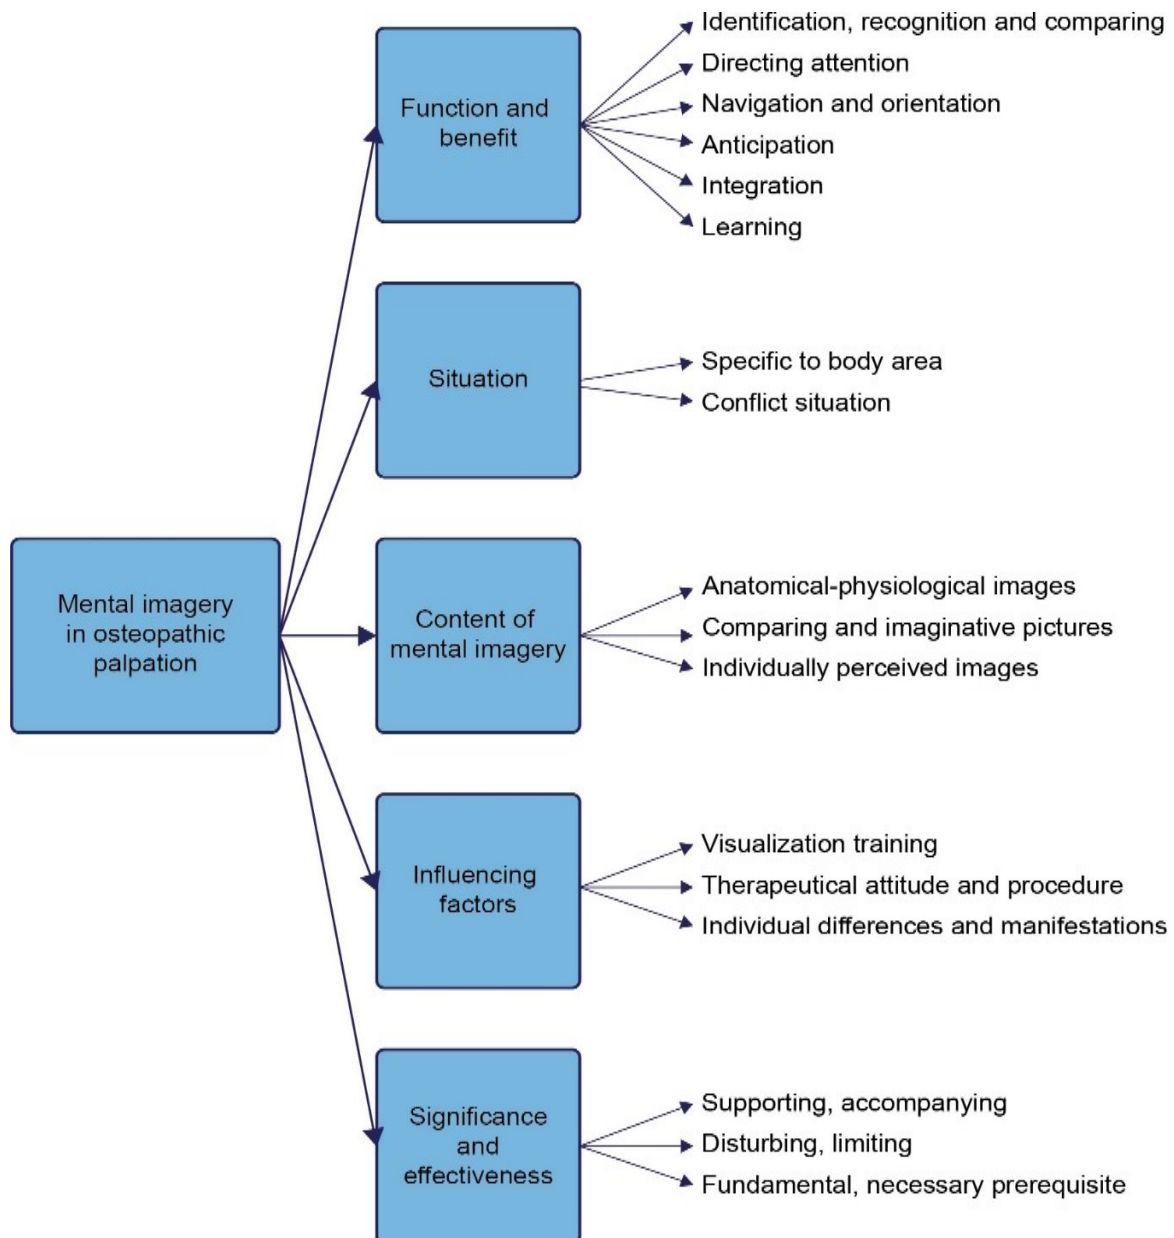 Identification, recognition and comparing
Directing attention
Function and
benefit
Navigation and orientation
Anticipation
Integration
Learning
Situation
Specific to body area
Conflict situation
Mental imagery
in osteopathic
palpation
Content of
mental imagery
Anatomical-physiological images
Comparing and imaginative pictures
Individually perceived images
Influencing
factors
Visualization training
Therapeutical attitude and procedure
Individual differences and manifestations
Significance
and
effectiveness
Supporting, accompanying
Disturbing, limiting
Fundamental, necessary prerequisite